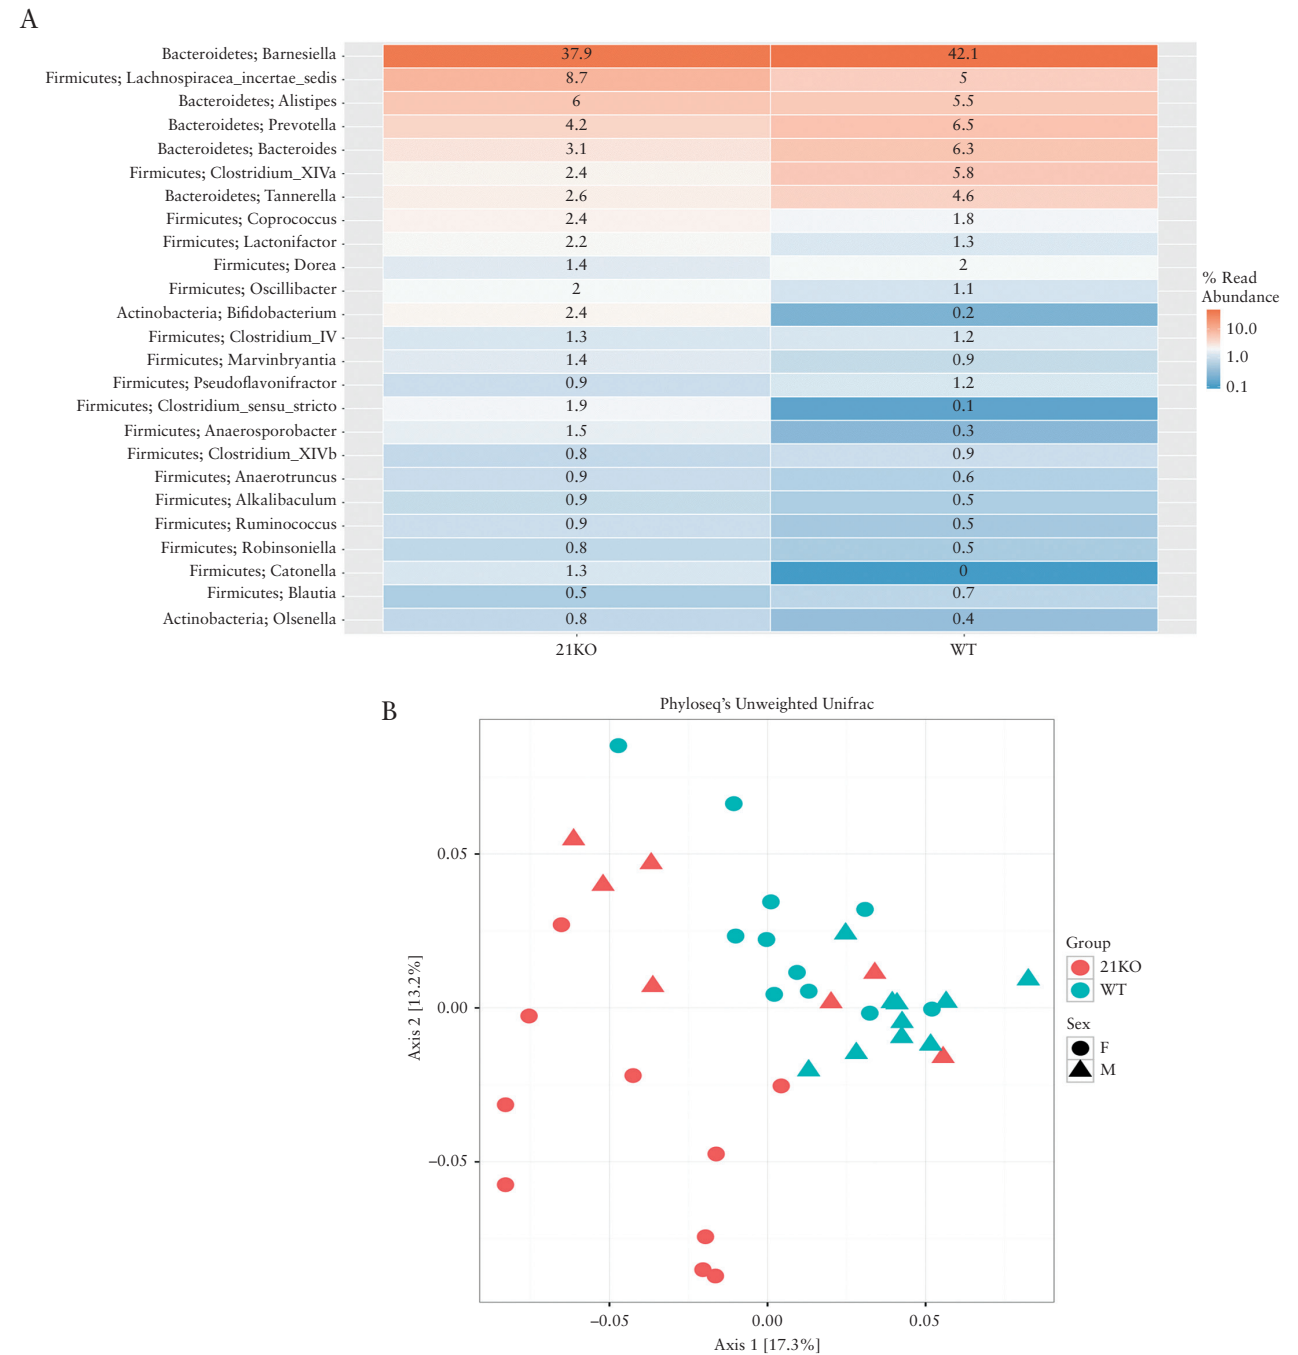 A
Bacteroidetes; Barnesiella 37.9 42.1
Firmicutes; Lachnospiracea_incertae_sedis 8.7 5
Bacteroidetes; Alistipes 6 5.5
Bacteroidetes; Prevotella 4.2 6.5
Bacteroidetes; Bacteroides 3.1 6.3
Firmicutes; Clostridium_XIVa 2.4 5.8
Bacteroidetes; Tannerella 2.6 4.6
Firmicutes; Coprococcus 2.4 1.8
Firmicutes; Lactonifactor 2.2 1.3
Firmicutes; Dorea 1.4 2
Firmicutes; Oscillibacter 2 1.1
Actinobacteria; Bifidobacterium 2.4 0.2
Firmicutes; Clostridium_IV 1.3 1.2
Firmicutes; Marvinbryantia 1.4 0.9
Firmicutes; Pseudoflavonifractor 0.9 1.2
Firmicutes; Clostridium_sensu_stricto 1.9 0.1
Firmicutes; Anaerosporobacter 1.5 0.3
Firmicutes; Clostridium_XIVb 0.8 0.9
Firmicutes; Anaerotruncus 0.9 0.6
Firmicutes; Alkalibaculum 0.9 0.5
Firmicutes; Ruminococcus 0.9 0.5
Firmicutes; Robinsoniella 0.8 0.5
Firmicutes; Catonella 1.3 0
Firmicutes; Blautia 0.5 0.7
Actinobacteria; Olsenella 0.8 0.4
21KO WT
% Read
Abundance
10.0
1.0
0.1
B
Phyloseq's Unweighted Unifrac
Axis 2 [13.2%]
0.05
0.00
−0.05
−0.05 0.00 0.05
Axis 1 [17.3%]
Group
21KO
WT
Sex
F
M